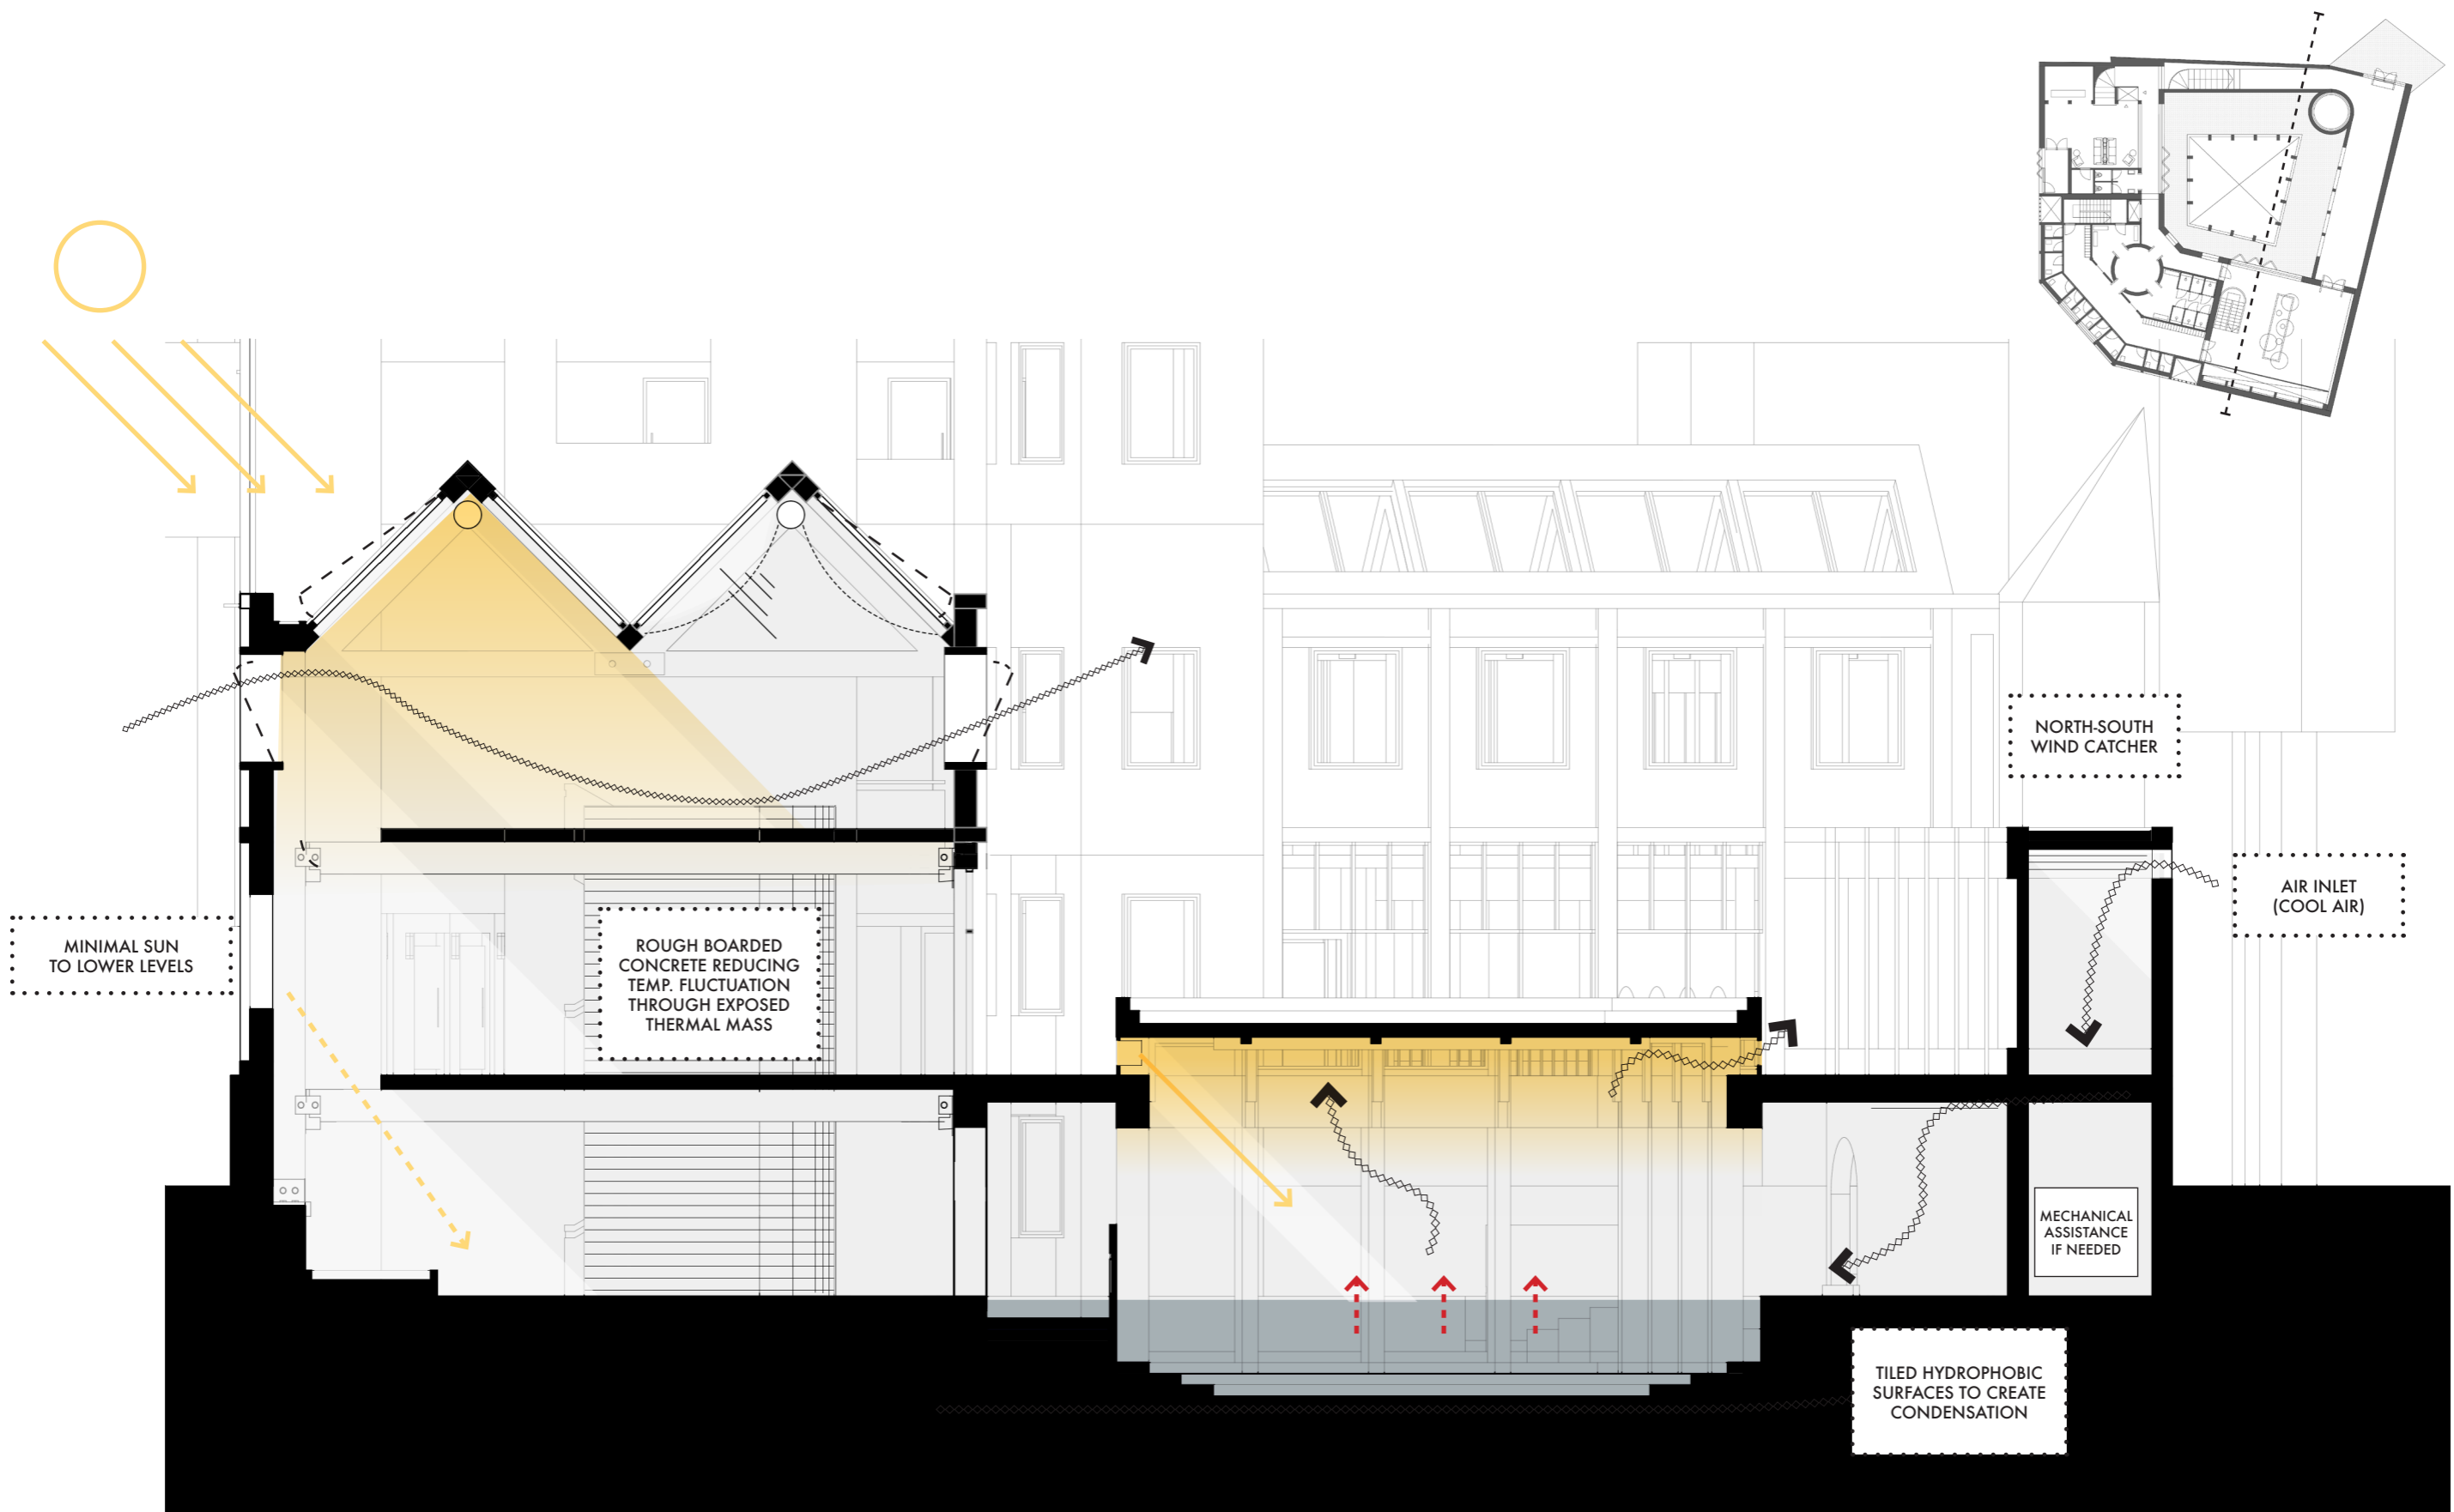 NORTH-SOUTH
WIND CATCHER
AIR INLET
(COOL AIR)
MINIMAL SUN
TO LOWER LEVELS
ROUGH BOARDED
CONCRETE REDUCING
TEMP. FLUCTUATION
THROUGH EXPOSED
THERMAL MASS
MECHANICAL
ASSISTANCE
IF NEEDED
TILED HYDROPHOBIC
SURFACES TO CREATE
CONDENSATION